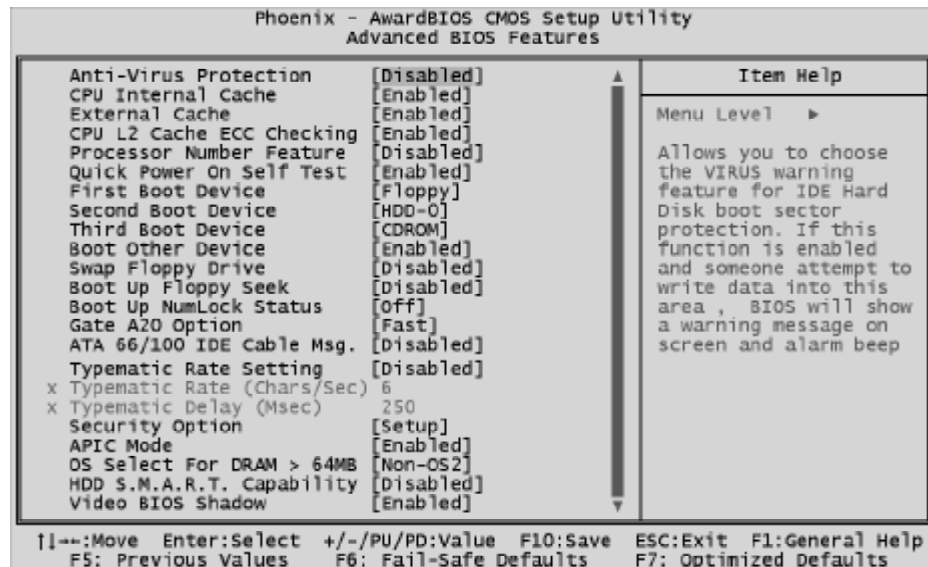 Phoenix - AwardBIOS CMOS Setup Utility
Advanced BIOS Features
Anti-Virus Protection [Disabled]
CPU Internal Cache [Enabled]
External Cache [Enabled]
CPU L2 Cache ECC Checking [Enabled]
Processor Number Feature [Disabled]
Quick Power On Self Test [Enabled]
First Boot Device [Floppy]
Second Boot Device [HDD-0]
Third Boot Device [CDROM]
Boot Other Device [Enabled]
Swap Floppy Drive [Disabled]
Boot Up Floppy Seek [Disabled]
Boot Up NumLock Status [Off]
Gate A20 Option [Fast]
ATA 66/100 IDE Cable Msg. [Disabled]
Typematic Rate Setting [Disabled]
x Typematic Rate (Chars/Sec) 6
x Typematic Delay (Msec) 250
Security Option [Setup]
APIC Mode [Enabled]
OS Select For DRAM > 64MB [Non-OS2]
HDD S.M.A.R.T. Capability [Disabled]
Video BIOS Shadow [Enabled]
Item Help
Menu Level ►
Allows you to choose
the VIRUS warning
feature for IDE Hard
Disk boot sector
protection. If this
function is enabled
and someone attempt to
write data into this
area , BIOS will show
a warning message on
screen and alarm beep
↑↓→←:Move Enter:Select +/-/PU/PD:Value F10:Save ESC:Exit F1:General Help
F5: Previous Values F6: Fail-Safe Defaults F7: Optimized Defaults